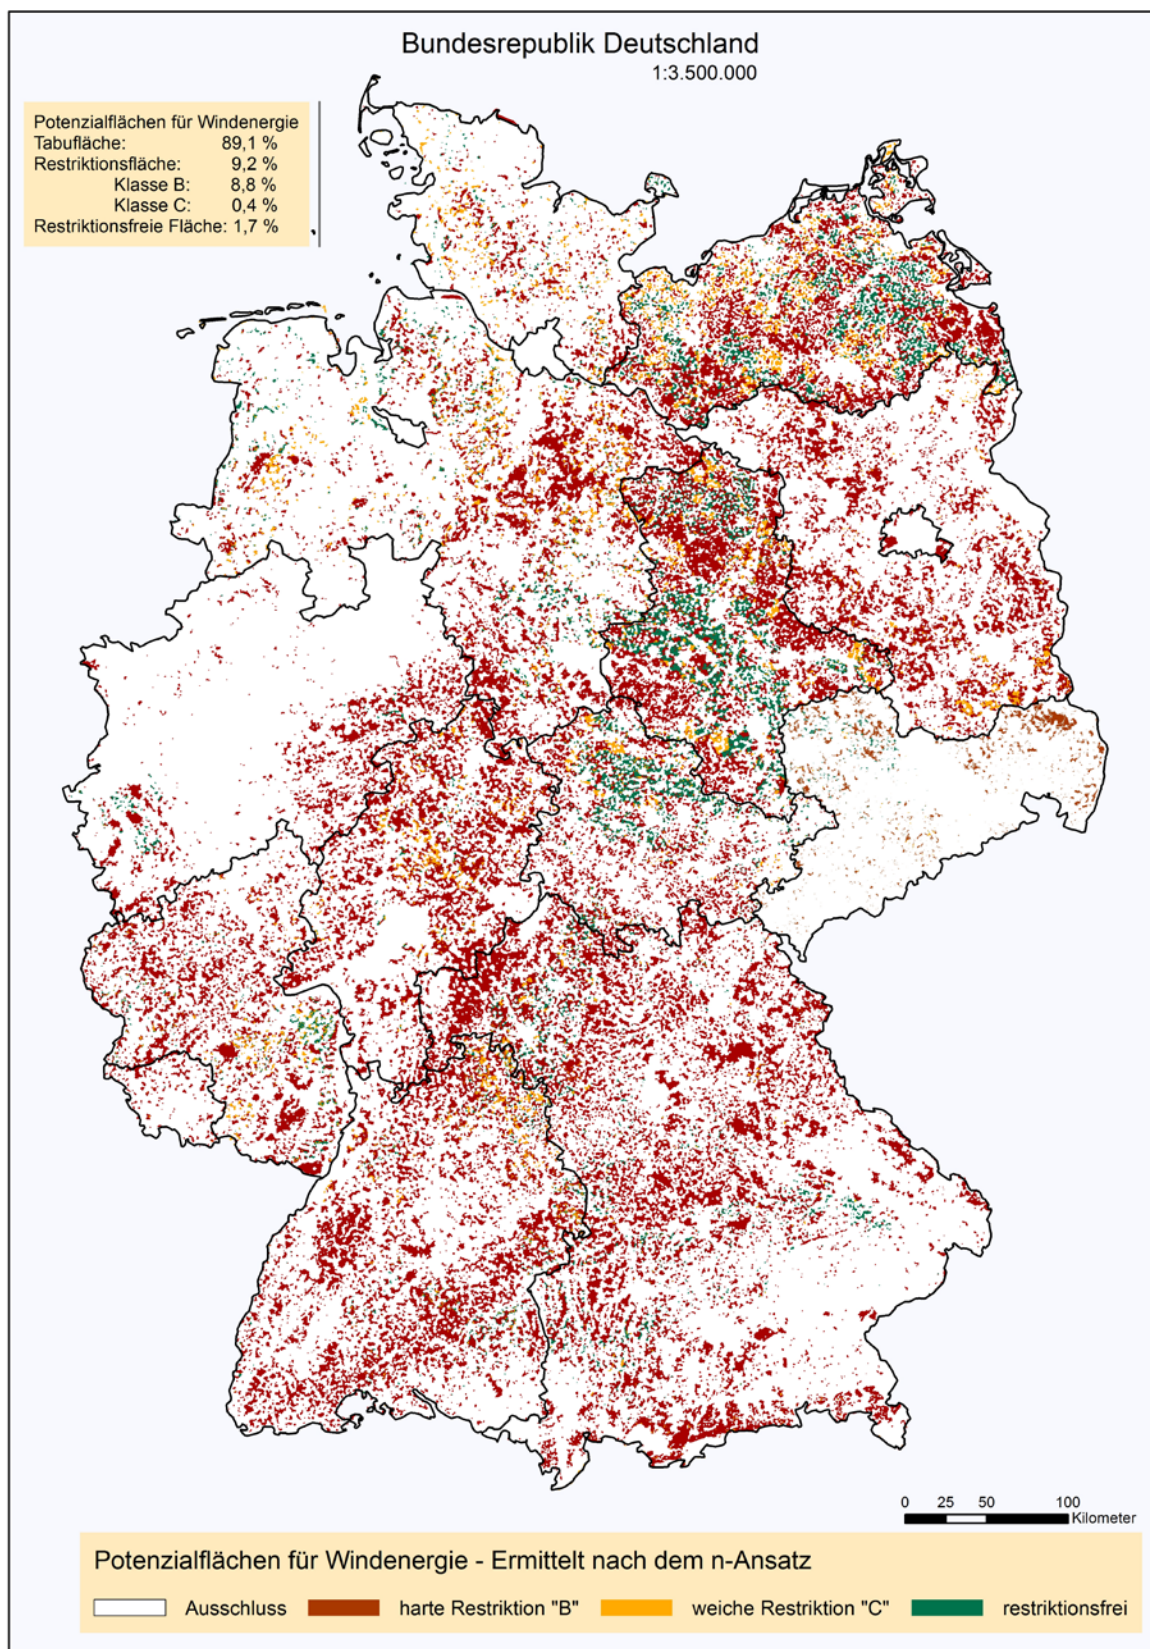 Bundesrepublik Deutschland
1:3.500.000
Potenzialflächen für Windenergie
Tabufläche: 89,1 %
Restriktionsfläche: 9,2 %
Klasse B: 8,8 %
Klasse C: 0,4 %
Restriktionsfreie Fläche: 1,7 %
0 25 50 100
Kilometer
Potenzialflächen für Windenergie - Ermittelt nach dem n-Ansatz
Ausschluss harte Restriktion "B" weiche Restriktion "C" restriktionsfrei